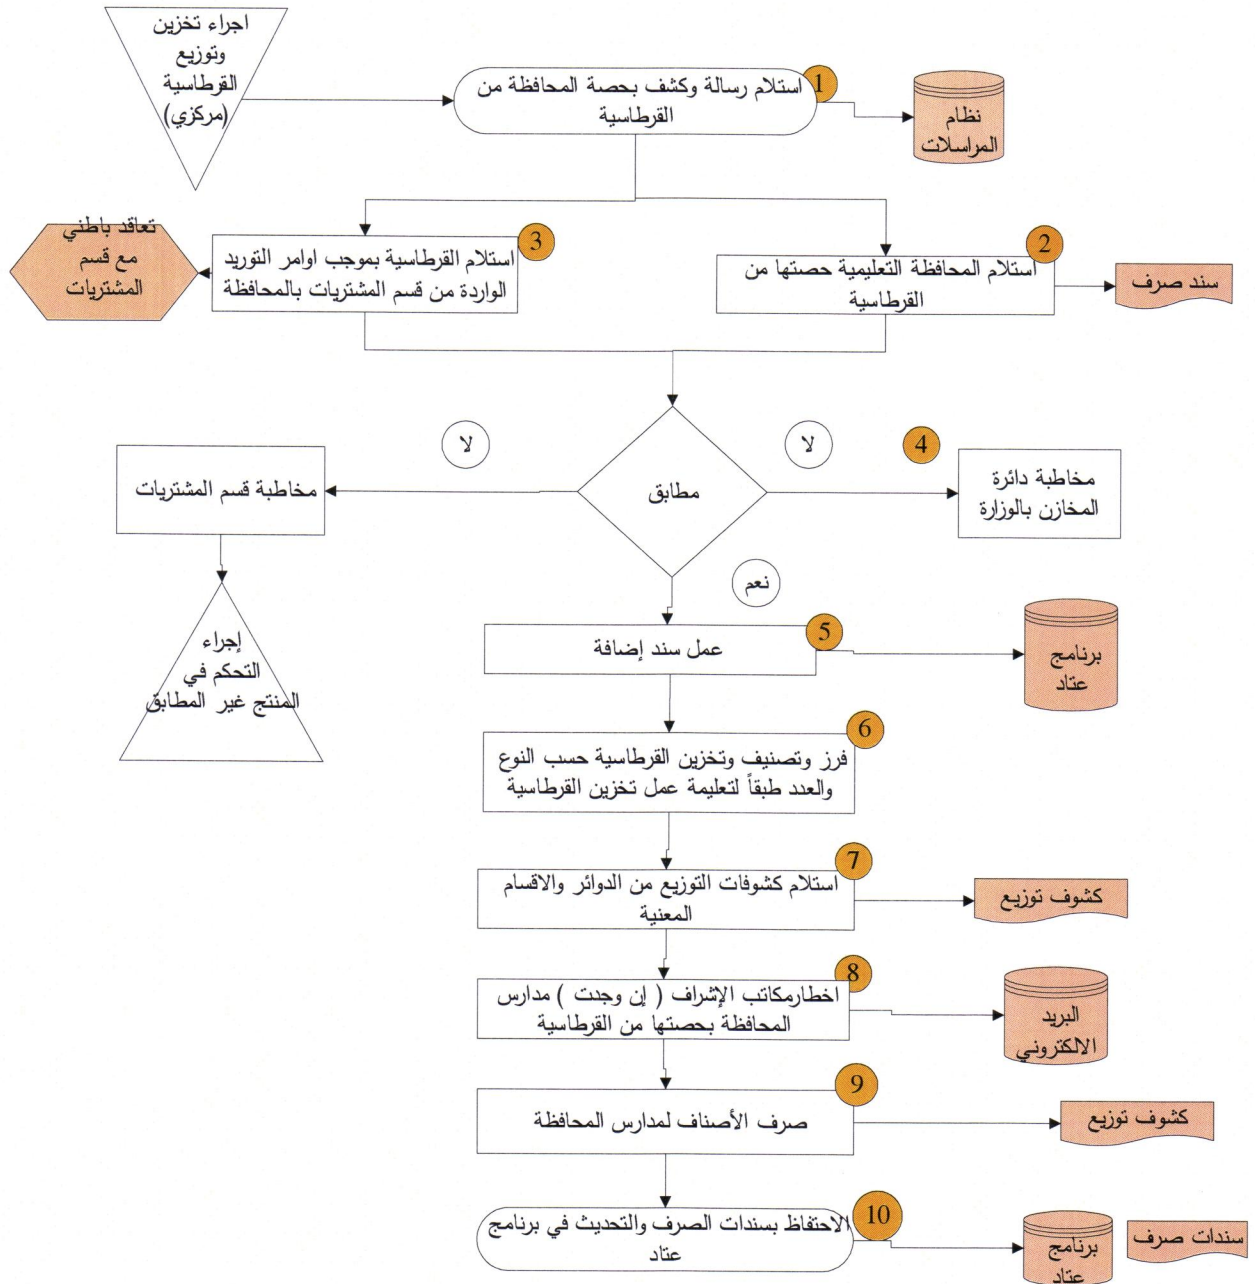 اجراء تخزين
وتوزيع
القرطاسية
(مركزي)
1
استلام رسالة وكشف بحصة المحافظة من
القرطاسية
نظام
المراسلات
2
استلام المحافظة التعليمية حصتها من
القرطاسية
سند صرف
3
استلام القرطاسية بموجب اوامر التوريد
الواردة من قسم المشتريات بالمحافظة
تعاقد باطني
مع قسم
المشتريات
مطابق
لا
4
مخاطبة دائرة
المخازن بالوزارة
لا
مخاطبة قسم المشتريات
إجراء
التحكم في
المنتج غير المطابق
نعم
5
عمل سند إضافة
برنامج
عتاد
6
فرز وتصنيف وتخزين القرطاسية حسب النوع
والعدد طبقاً لتعليمة عمل تخزين القرطاسية
7
استلام كشوفات التوزيع من الدوائر والاقسام
المعنية
كشوف توزيع
8
اخطارمكاتب الإشراف ( إن وجدت ) مدارس
المحافظة بحصتها من القرطاسية
البريد
الالكتروني
9
صرف الأصناف لمدارس المحافظة
كشوف توزيع
10
الاحتفاظ بسندات الصرف والتحديث في برنامج
عتاد
برنامج
عتاد
سندات صرف